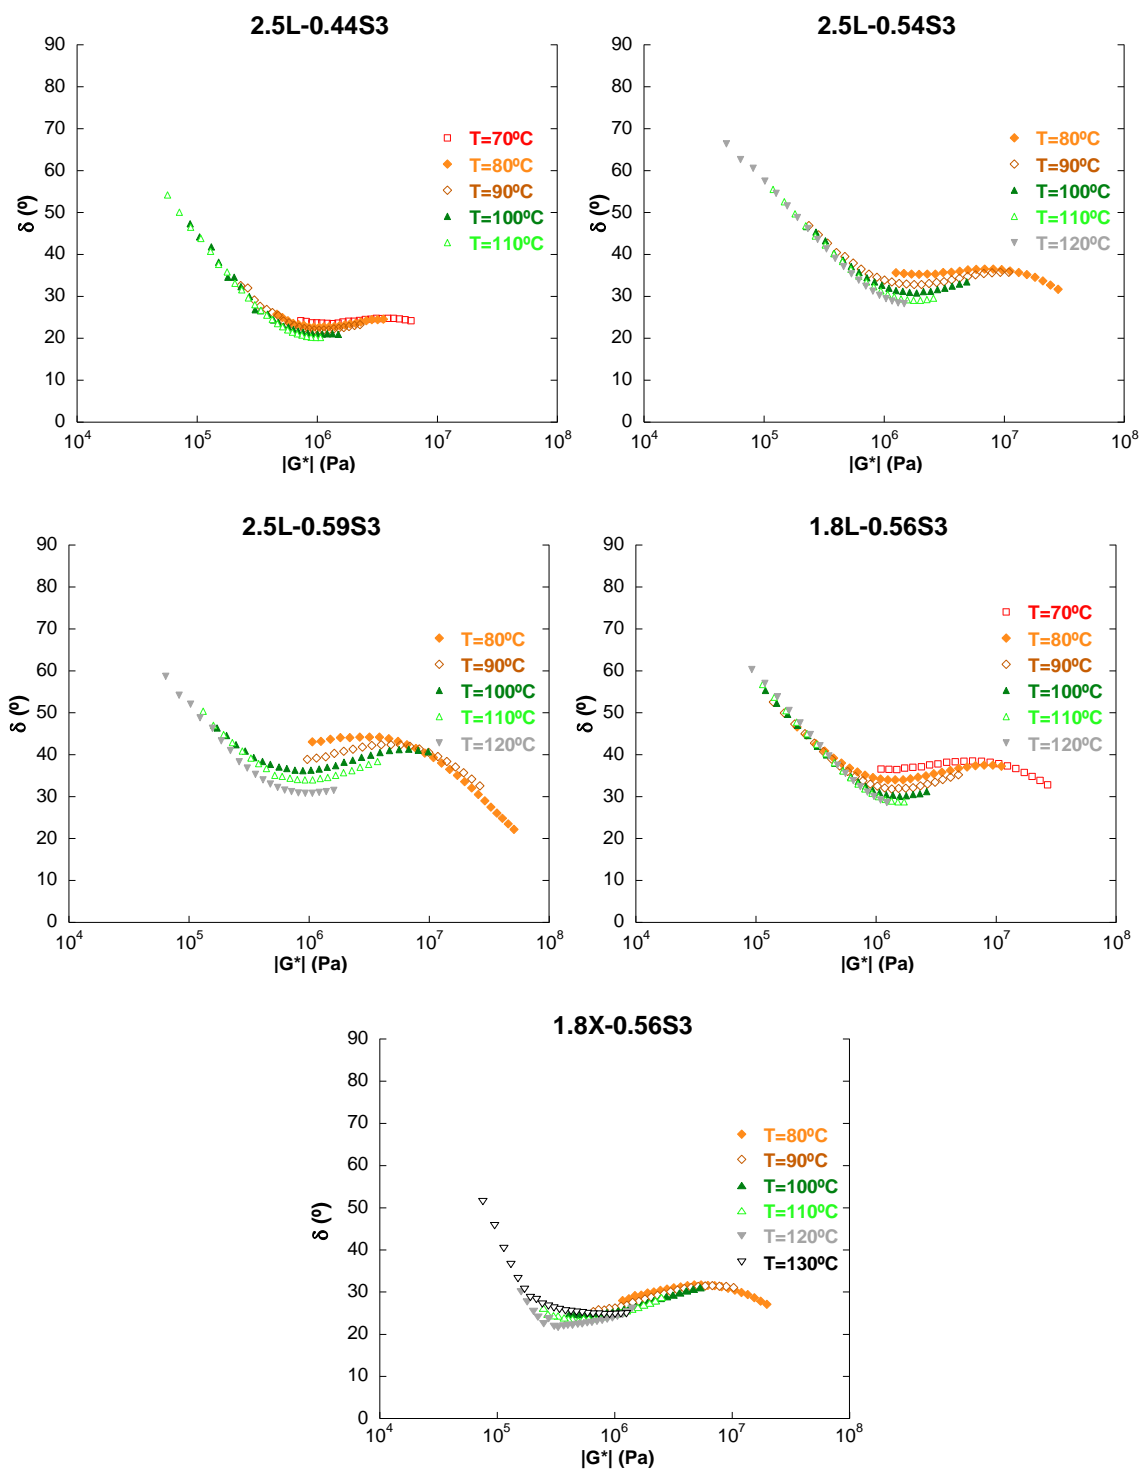 2.5L-0.44S3
90
80
70
60
50
40
30
20
10
0
δ (º)
T=70ºC
T=80ºC
T=90ºC
T=100ºC
T=110ºC
10⁴ 10⁵ 10⁶ 10⁷ 10⁸
|G*| (Pa)
2.5L-0.54S3
90
80
70
60
50
40
30
20
10
0
δ (º)
T=80ºC
T=90ºC
T=100ºC
T=110ºC
T=120ºC
10⁴ 10⁵ 10⁶ 10⁷ 10⁸
|G*| (Pa)
2.5L-0.59S3
90
80
70
60
50
40
30
20
10
0
δ (º)
T=80ºC
T=90ºC
T=100ºC
T=110ºC
T=120ºC
10⁴ 10⁵ 10⁶ 10⁷ 10⁸
|G*| (Pa)
1.8L-0.56S3
90
80
70
60
50
40
30
20
10
0
δ (º)
T=70ºC
T=80ºC
T=90ºC
T=100ºC
T=110ºC
T=120ºC
10⁴ 10⁵ 10⁶ 10⁷ 10⁸
|G*| (Pa)
1.8X-0.56S3
90
80
70
60
50
40
30
20
10
0
δ (º)
T=80ºC
T=90ºC
T=100ºC
T=110ºC
T=120ºC
T=130ºC
10⁴ 10⁵ 10⁶ 10⁷ 10⁸
|G*| (Pa)